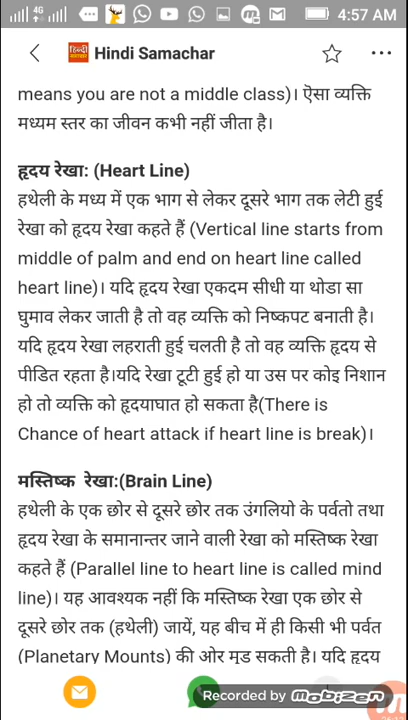 4G 4:57 AM
Hindi Samachar
means you are not a middle class)। ऎसा व्यक्ति
मध्यम स्तर का जीवन कभी नहीं जीता है।
हृदय रेखा: (Heart Line)
हथेली के मध्य में एक भाग से लेकर दूसरे भाग तक लेटी हुई
रेखा को हृदय रेखा कहते हैं (Vertical line starts from
middle of palm and end on heart line called
heart line)। यदि हृदय रेखा एकदम सीधी या थोडा सा
घुमाव लेकर जाती है तो वह व्यक्ति को निष्कपट बनाती है।
यदि हृदय रेखा लहराती हुई चलती है तो वह व्यक्ति हृदय से
पीडित रहता है।यदि रेखा टूटी हुई हो या उस पर कोइ निशान
हो तो व्यक्ति को हृदयाघात हो सकता है(There is
Chance of heart attack if heart line is break)।
मस्तिष्क रेखा:(Brain Line)
हथेली के एक छोर से दूसरे छोर तक उंगलियो के पर्वतो तथा
हृदय रेखा के समानान्तर जाने वाली रेखा को मस्तिष्क रेखा
कहते हैं (Parallel line to heart line is called mind
line)। यह आवश्यक नहीं कि मस्तिष्क रेखा एक छोर से
दूसरे छोर तक (हथेली) जायें, यह बीच में ही किसी भी पर्वत
(Planetary Mounts) की ओर मुड सकती है। यदि हृदय
Recorded by mobizen